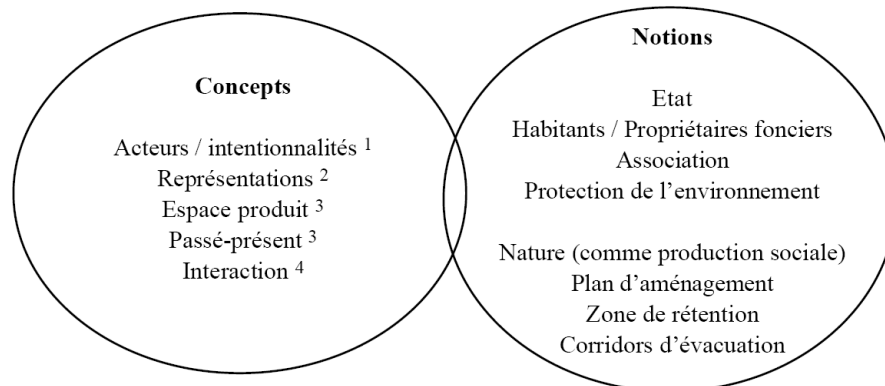 Concepts
Acteurs / intentionnalités 1
Représentations 2
Espace produit 3
Passé-présent 3
Interaction 4
Notions
Etat
Habitants / Propriétaires fonciers
Association
Protection de l’environnement
Nature (comme production sociale)
Plan d’aménagement
Zone de rétention
Corridors d’évacuation